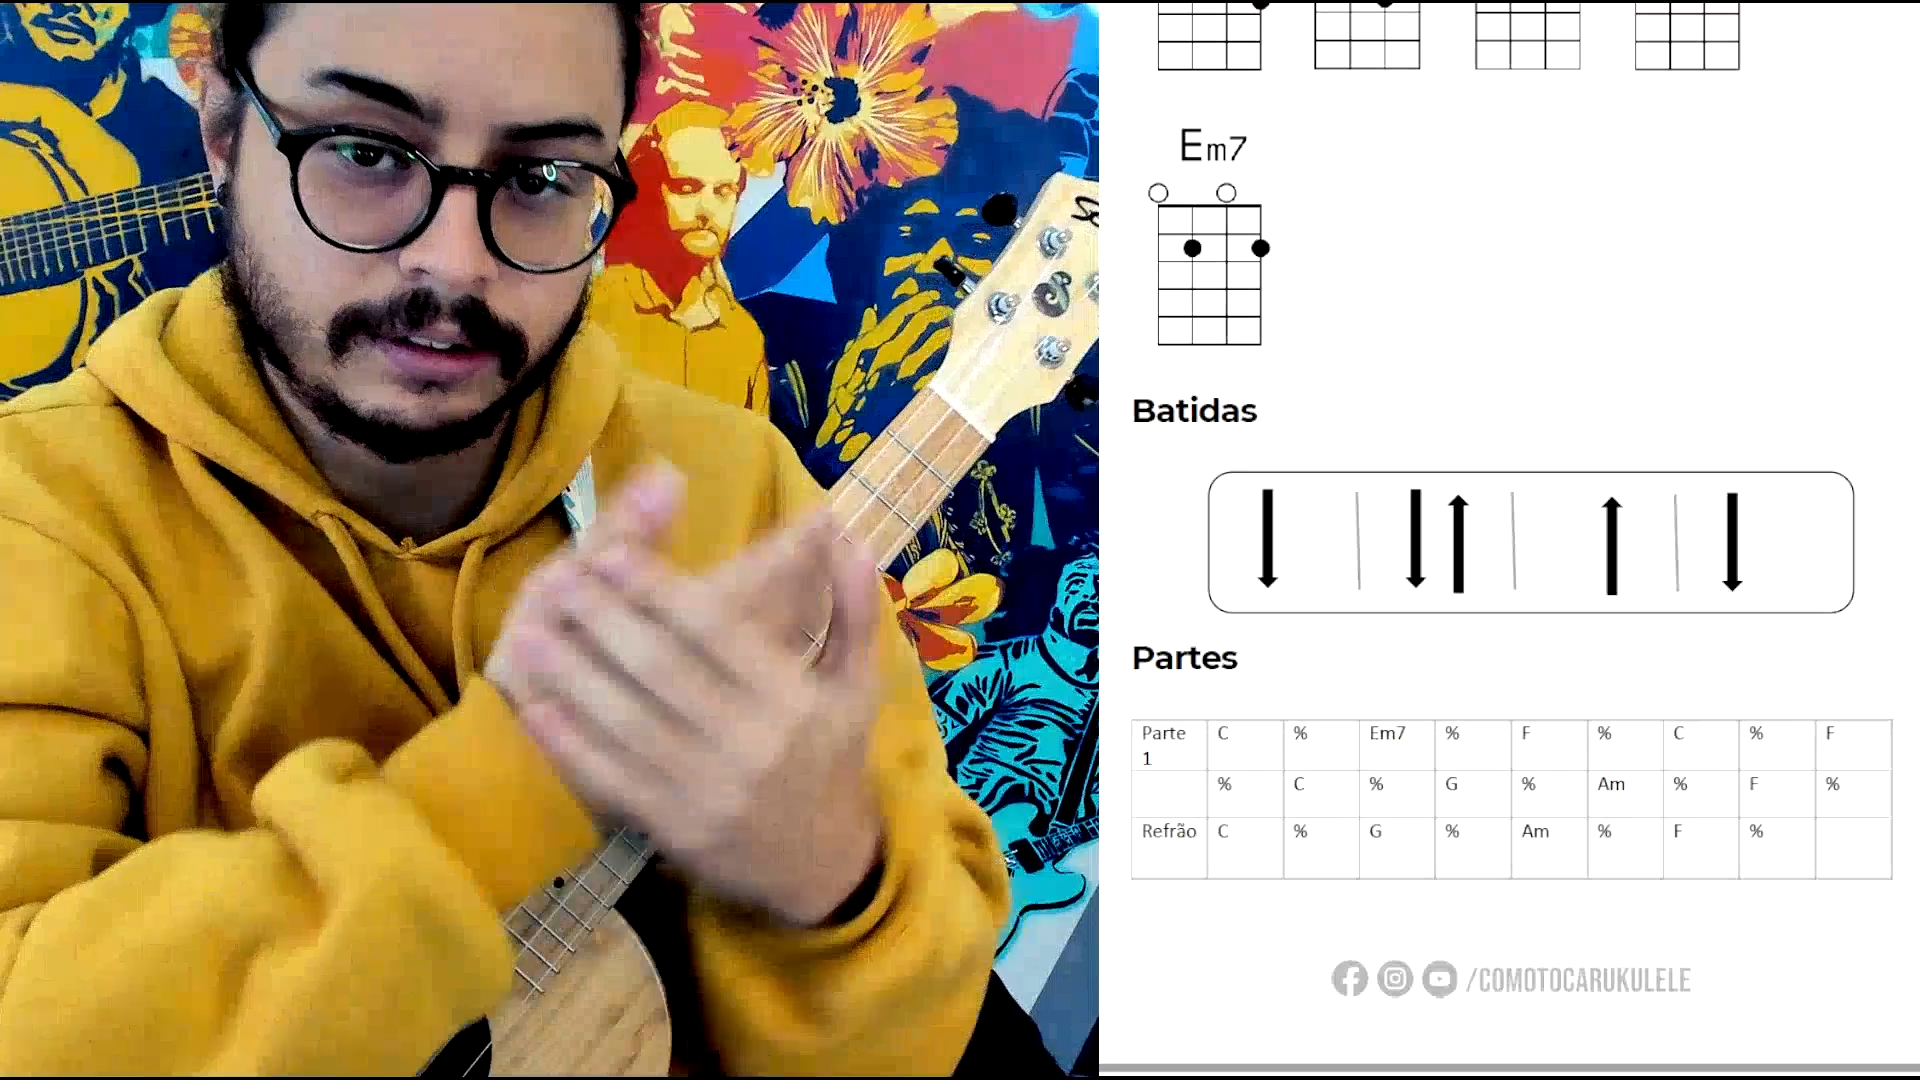 Em7
Batidas
Partes
Parte 1 C % Em7 % F % C % F
% C % G % Am % F %
Refrão C % G % Am % F %
/COMOTOCARUKULELE